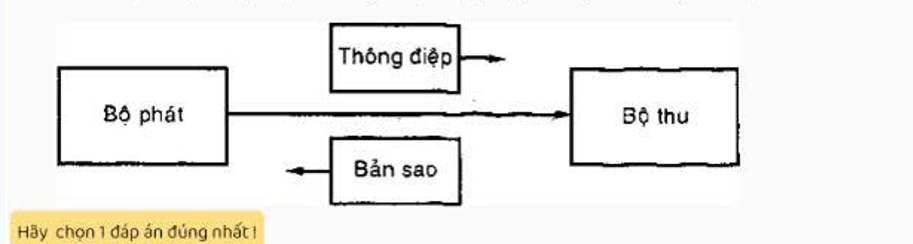 Thông điệp
Bộ phát
Bộ thu
Bản sao
Hãy chọn 1 đáp án đúng nhất !